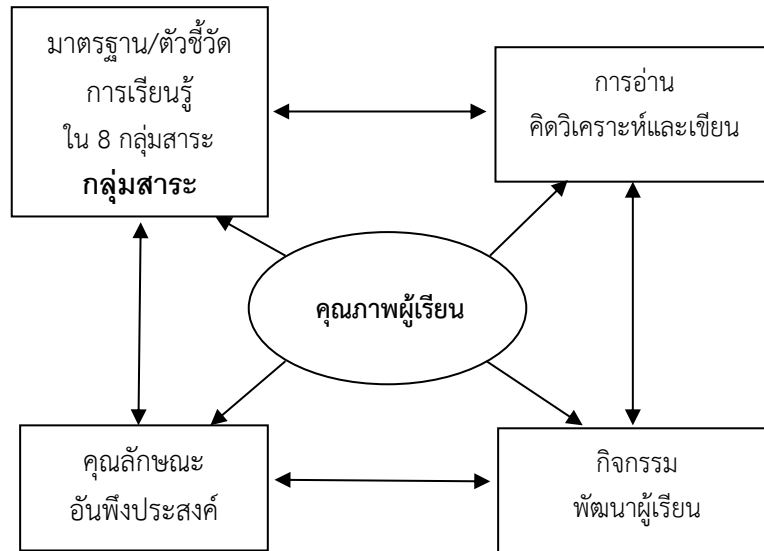 มาตรฐาน/ตัวชี้วัด
การเรียนรู้
ใน 8 กลุ่มสาระ
กลุ่มสาระ
การอ่าน
คิดวิเคราะห์และเขียน
คุณภาพผู้เรียน
คุณลักษณะ
อันพึงประสงค์
กิจกรรม
พัฒนาผู้เรียน